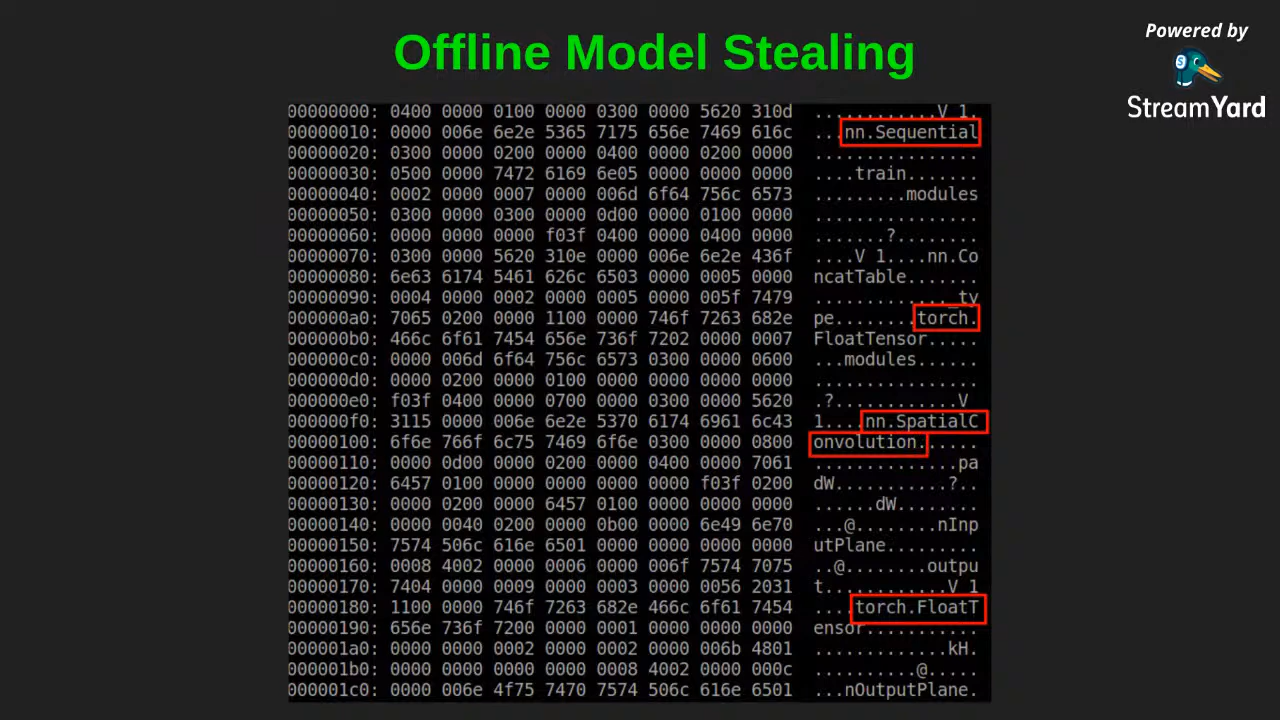 Offline Model Stealing
Powered by
StreamYard
00000000: 0400 0000 0100 0000 0300 0000 5620 310d ............V 1.
00000010: 0000 006e 6e2e 5365 7175 656e 7469 616c ...nn.Sequential
00000020: 0300 0000 0200 0000 0400 0000 0200 0000 ................
00000030: 0500 0000 7472 6169 6e05 0000 0000 0000 ....train.......
00000040: 0002 0000 0007 0000 006d 6f64 756c 6573 .........modules
00000050: 0300 0000 0300 0000 0d00 0000 0100 0000 ................
00000060: 0000 0000 0000 f03f 0400 0000 0400 0000 .......?........
00000070: 0300 0000 5620 310e 0000 006e 6e2e 436f ....V 1....nn.Co
00000080: 6e63 6174 5461 626c 6503 0000 0005 0000 ncatTable.......
00000090: 0004 0000 0002 0000 0005 0000 005f 7479 ............._ty
000000a0: 7065 0200 0000 1100 0000 746f 7263 682e pe........torch.
000000b0: 466c 6f61 7454 656e 736f 7202 0000 0007 FloatTensor.....
000000c0: 0000 006d 6f64 756c 6573 0300 0000 0600 ...modules......
000000d0: 0000 0200 0000 0100 0000 0000 0000 0000 ................
000000e0: f03f 0400 0000 0700 0000 0300 0000 5620 .?............V 
000000f0: 3115 0000 006e 6e2e 5370 6174 6961 6c43 1....nn.SpatialC
00000100: 6f6e 766f 6c75 7469 6f6e 0300 0000 0800 onvolution......
00000110: 0000 0d00 0000 0200 0000 0400 0000 7061 ..............pa
00000120: 6457 0100 0000 0000 0000 0000 f03f 0200 dW...........?..
00000130: 0000 0200 0000 6457 0100 0000 0000 0000 ......dW........
00000140: 0000 0040 0200 0000 0b00 0000 6e49 6e70 ...@........nInp
00000150: 7574 506c 616e 6501 0000 0000 0000 0000 utPlane.........
00000160: 0008 4002 0000 0006 0000 006f 7574 7075 ..@........outpu
00000170: 7404 0000 0009 0000 0003 0000 0056 2031 t............V 1
00000180: 1100 0000 746f 7263 682e 466c 6f61 7454 ....torch.FloatT
00000190: 656e 736f 7200 0000 0001 0000 0000 0000 ensor...........
000001a0: 0000 0000 0002 0000 0002 0000 006b 4801 .............kH.
000001b0: 0000 0000 0000 0000 0008 4002 0000 000c ..........@.....
000001c0: 0000 006e 4f75 7470 7574 506c 616e 6501 ...nOutputPlane.